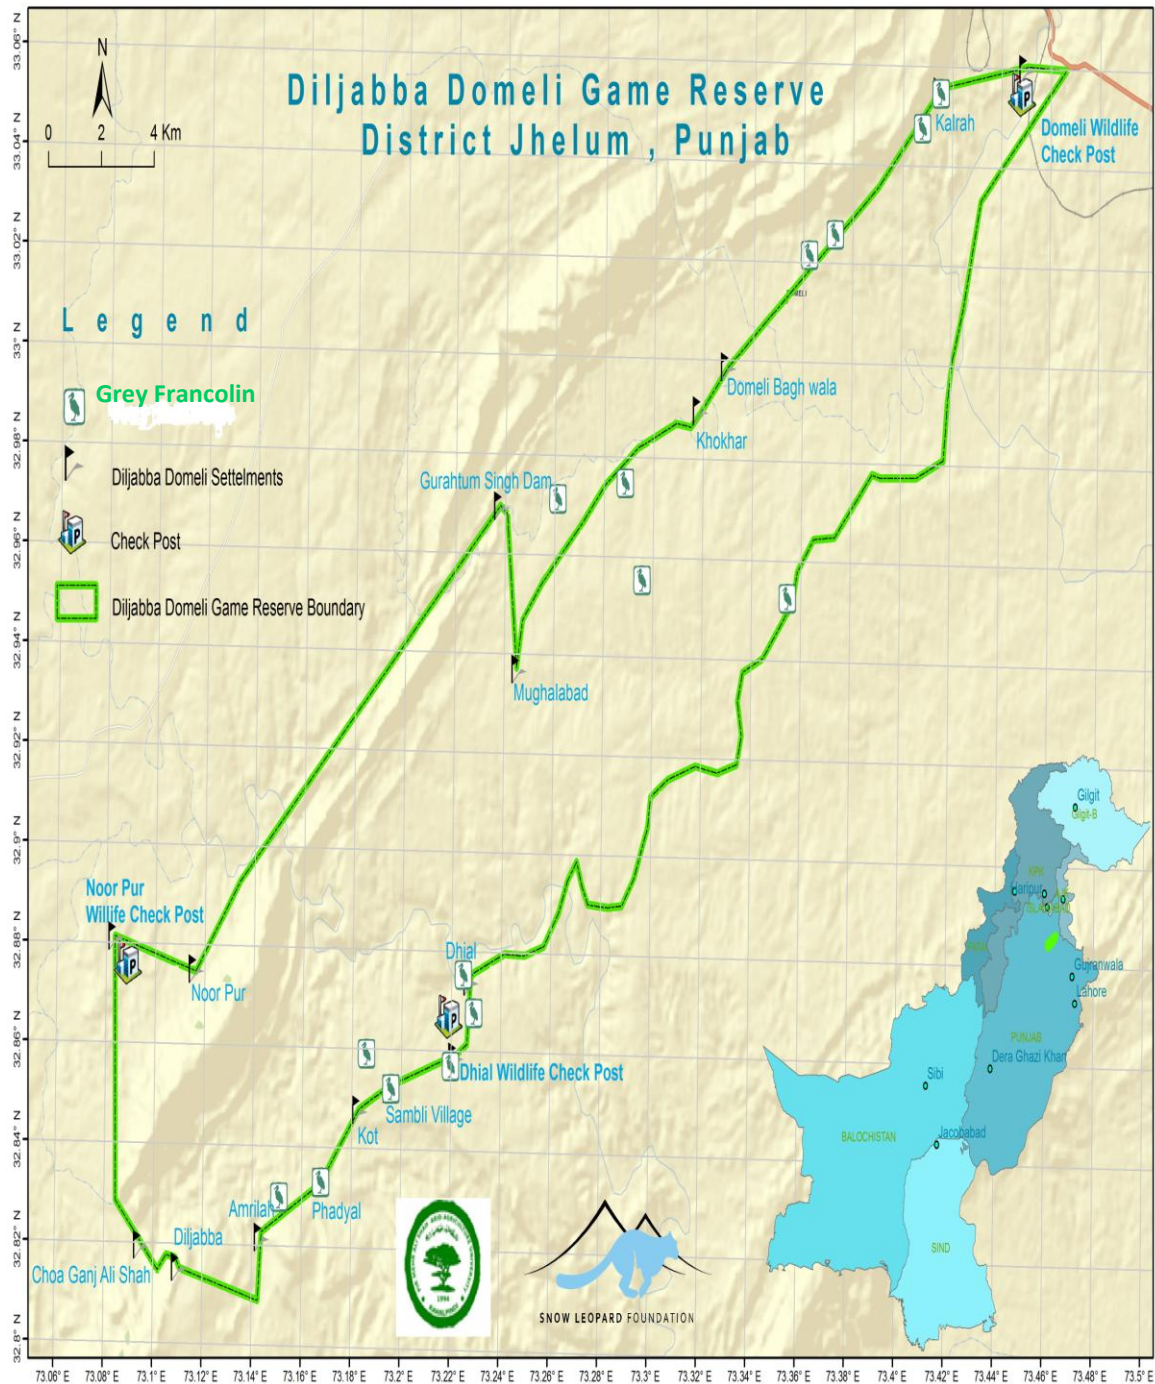 N
0 2 4 Km
Diljabba Domeli Game Reserve
District Jhelum , Punjab
Kalrah
Domeli Wildlife
Check Post
Legend
Grey Francolin
Diljabba Domeli Settelments
Check Post
Diljabba Domeli Game Reserve Boundary
Domeli Bagh wala
Khokhar
Gurahtum Singh Dam
Mughalabad
Noor Pur
Willife Check Post
Noor Pur
Dhial
Dhial Wildlife Check Post
Sambli Village
Kot
Phadyal
Amrilah
Diljabba
Choa Ganj Ali Shah
1994
SNOW LEOPARD FOUNDATION
Gilgit
Gilgit-B
KPK
Haripur
Gujranwala
Lahore
PUNJAB
Dera Ghazi Khan
Sibi
BALOCHISTAN
Jacobabad
SIND
33.06° N
33.04° N
33.02° N
33° N
32.98° N
32.96° N
32.94° N
32.92° N
32.9° N
32.88° N
32.86° N
32.84° N
32.82° N
32.8° N
73.06° E 73.08° E 73.1° E 73.12° E 73.14° E 73.16° E 73.18° E 73.2° E 73.22° E 73.24° E 73.26° E 73.28° E 73.3° E 73.32° E 73.34° E 73.36° E 73.38° E 73.4° E 73.42° E 73.44° E 73.46° E 73.48° E 73.5° E